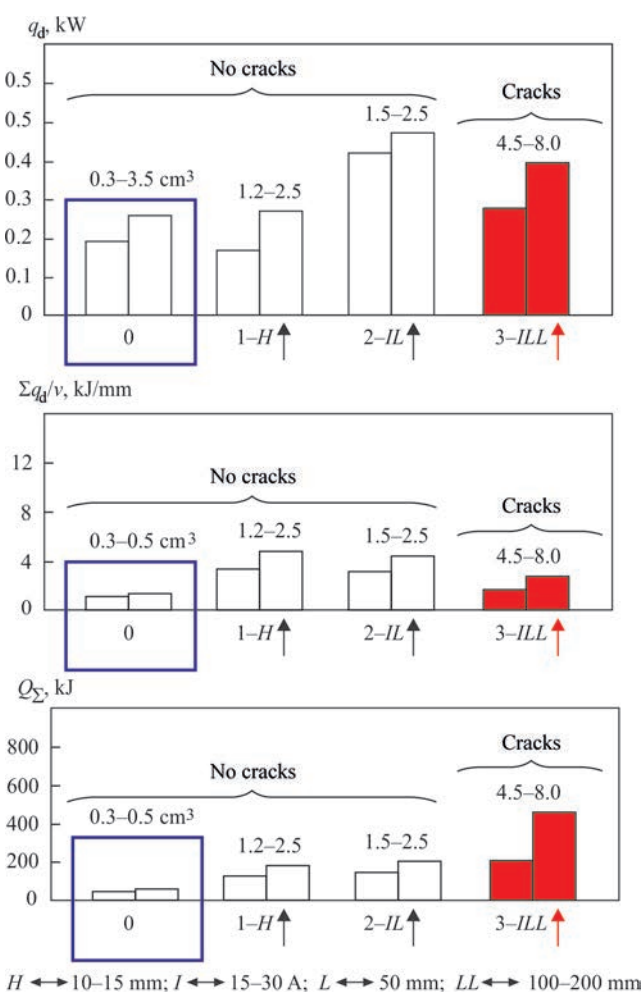 qd, kW
0.5
No cracks
Cracks
0.5
1.5–2.5
4.5–8.0
0.4
0.3–3.5 cm³
1.2–2.5
0.3
0.2
0.1
0
0
1–H
2–IL
3–ILL
Σqd/v, kJ/mm
12
No cracks
8
Cracks
0.3–0.5 cm³
1.2–2.5
1.5–2.5
4.5–8.0
4
0
0
1–H
2–IL
3–ILL
QΣ, kJ
800
Cracks
No cracks
600
4.5–8.0
0.3–0.5 cm³
400
1.2–2.5
1.5–2.5
200
0
0
1–H
2–IL
3–ILL
H ↔ 10–15 mm; I ↔ 15–30 A; L ↔ 50 mm; LL ↔ 100–200 mm